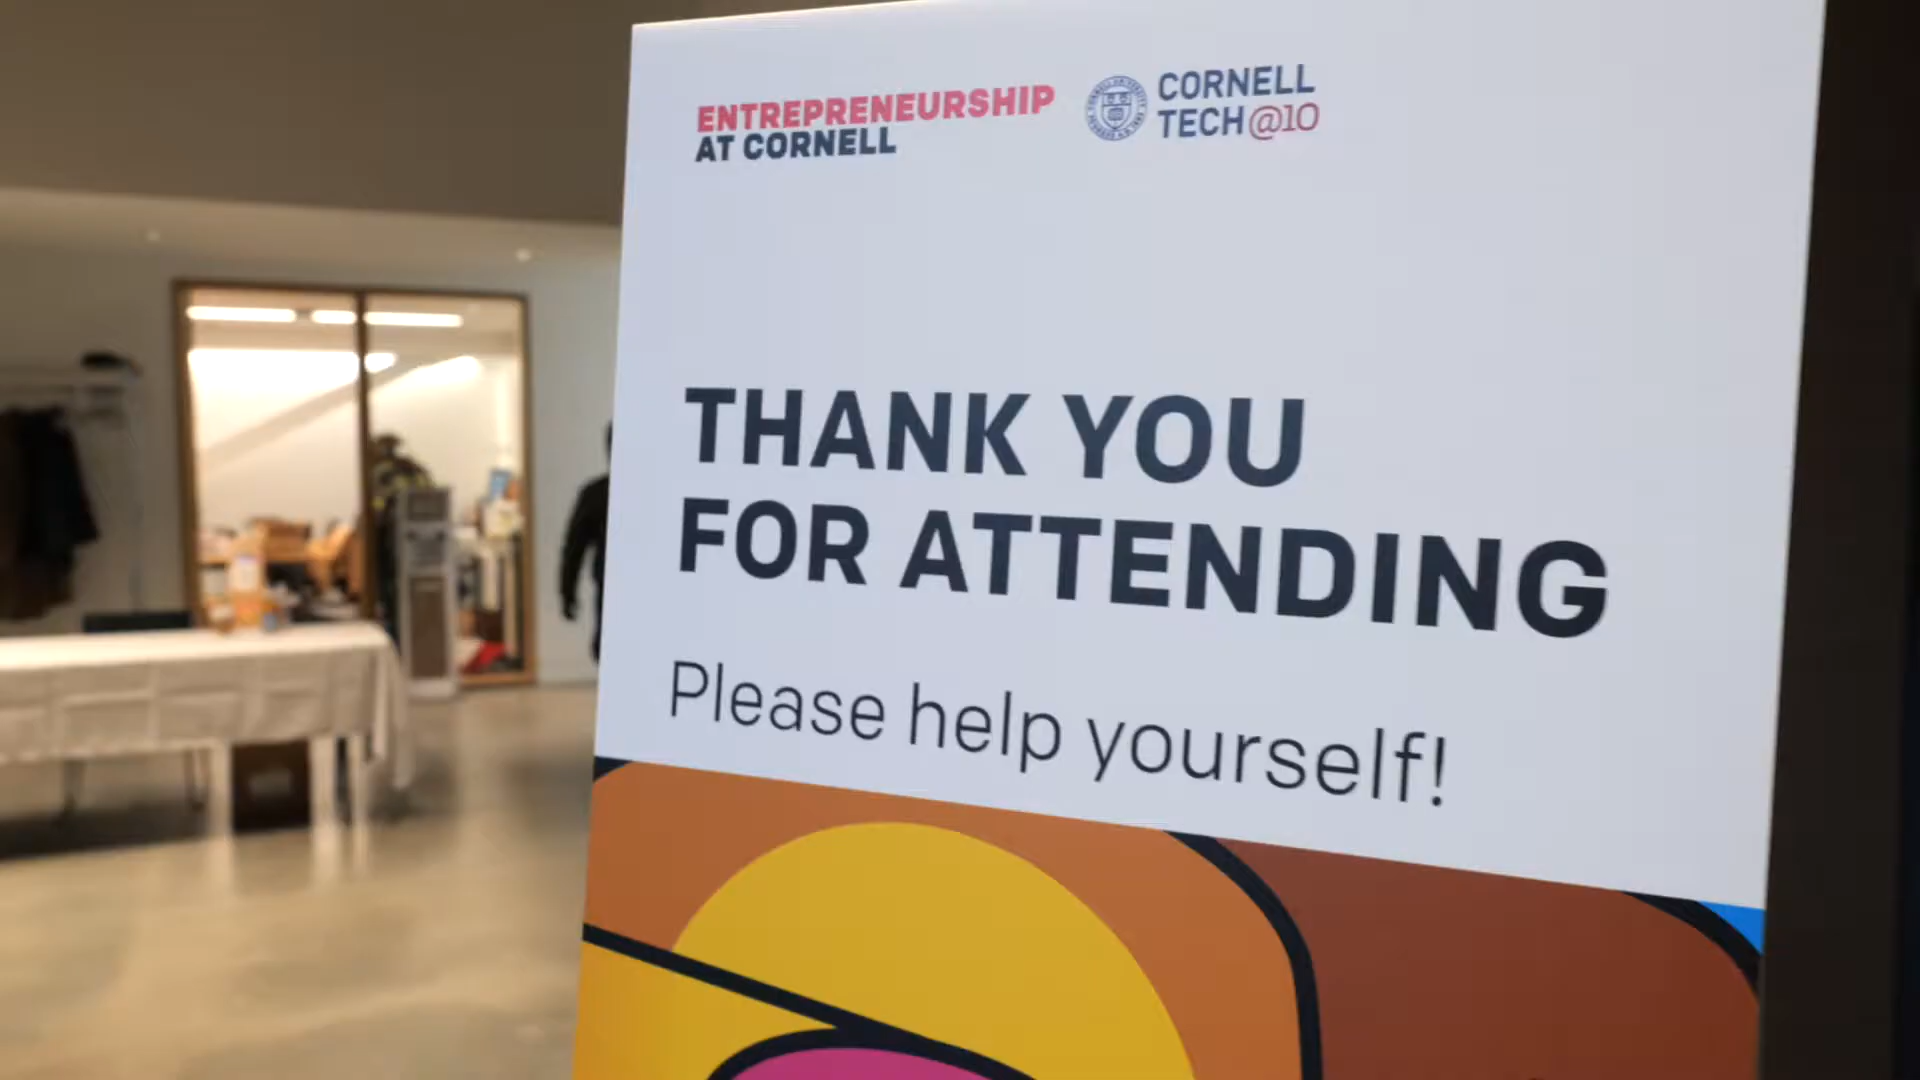 ENTREPRENEURSHIP
AT CORNELL
CORNELL
TECH@10
THANK YOU
FOR ATTENDING
Please help yourself!